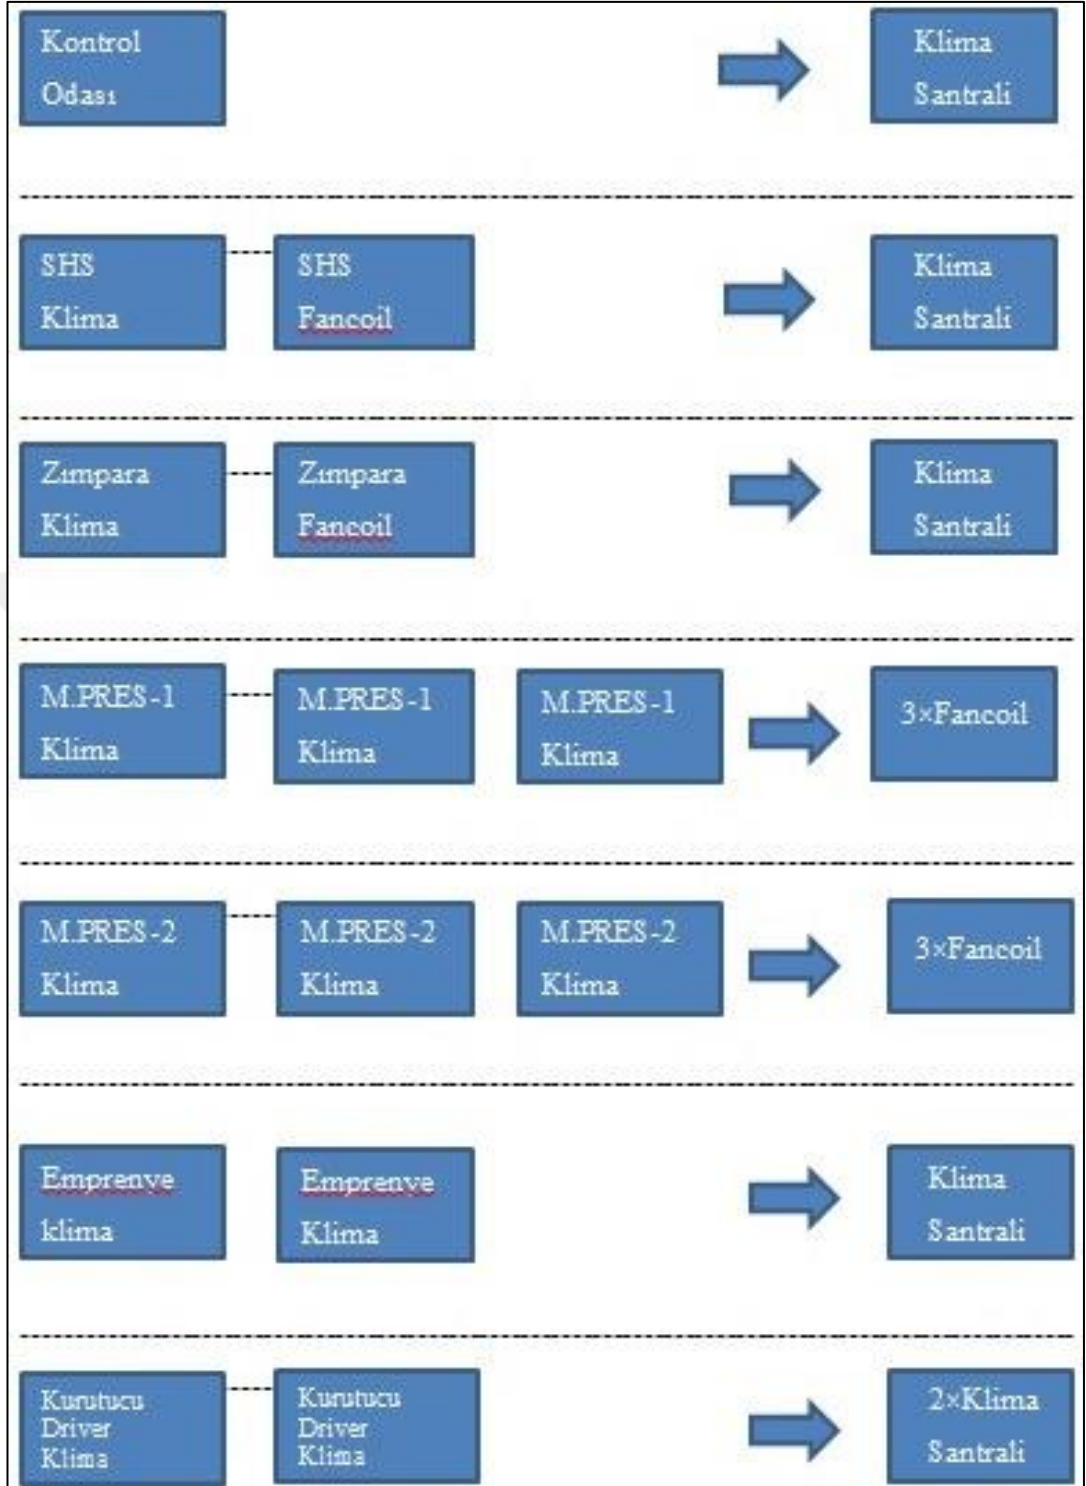 Kontrol
Odası
Klima
Santrali
SHS
Klima
SHS
Fancoil
Klima
Santrali
Zımpara
Klima
Zımpara
Fancoil
Klima
Santrali
M.PRES-1
Klima
M.PRES-1
Klima
M.PRES-1
Klima
3×Fancoil
M.PRES-2
Klima
M.PRES-2
Klima
M.PRES-2
Klima
3×Fancoil
Emprenye
klima
Emprenye
Klima
Klima
Santrali
Kurutucu
Driver
Klima
Kurutucu
Driver
Klima
2×Klima
Santrali